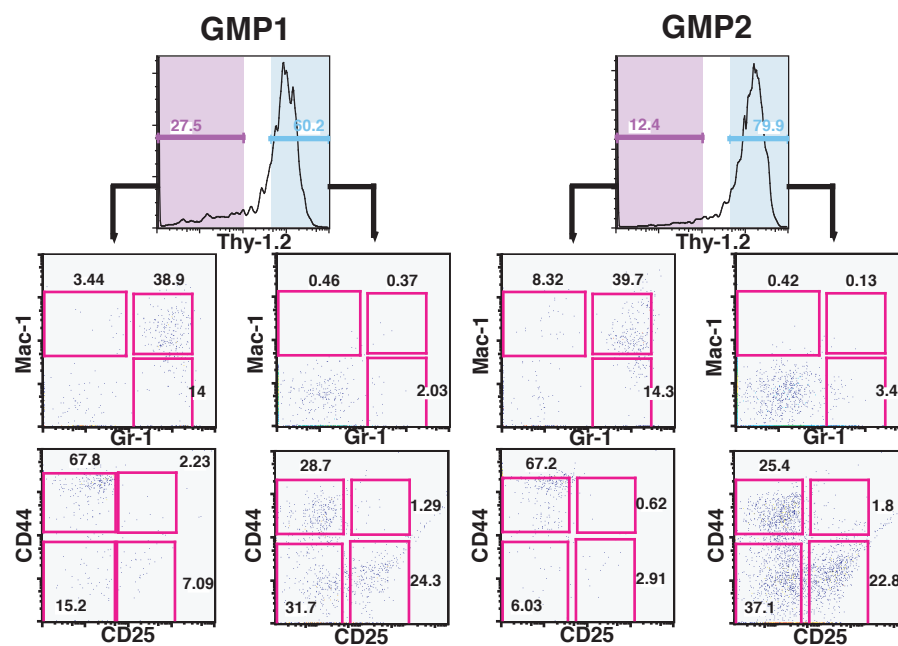 GMP1 GMP2
27.5 60.2 12.4 79.9
Thy-1.2 Thy-1.2
3.44 38.9 0.46 0.37 8.32 39.7 0.42 0.13
Mac-1 Mac-1 Mac-1
14 2.03 14.3 3.4
Gr-1 Gr-1 Gr-1 Gr-1
67.8 2.23 28.7 67.2 25.4
CD44 CD44 CD44 CD44
1.29 0.62 1.8
7.09 24.3 2.91 22.8
15.2 31.7 6.03 37.1
CD25 CD25 CD25 CD25